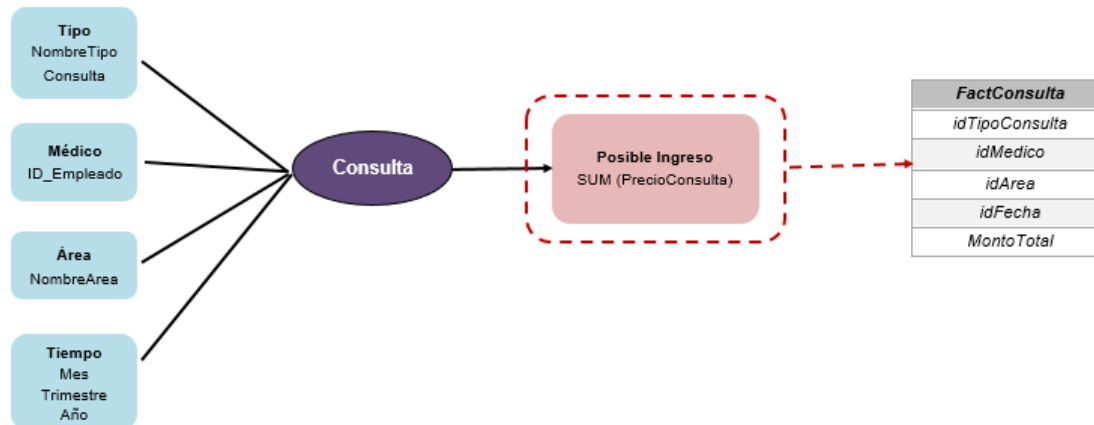 Tipo
NombreTipo
Consulta
Médico
ID_Empleado
Área
NombreArea
Tiempo
Mes
Trimestre
Año
Consulta
Posible Ingreso
SUM (PrecioConsulta)
FactConsulta
idTipoConsulta
idMedico
idArea
idFecha
MontoTotal